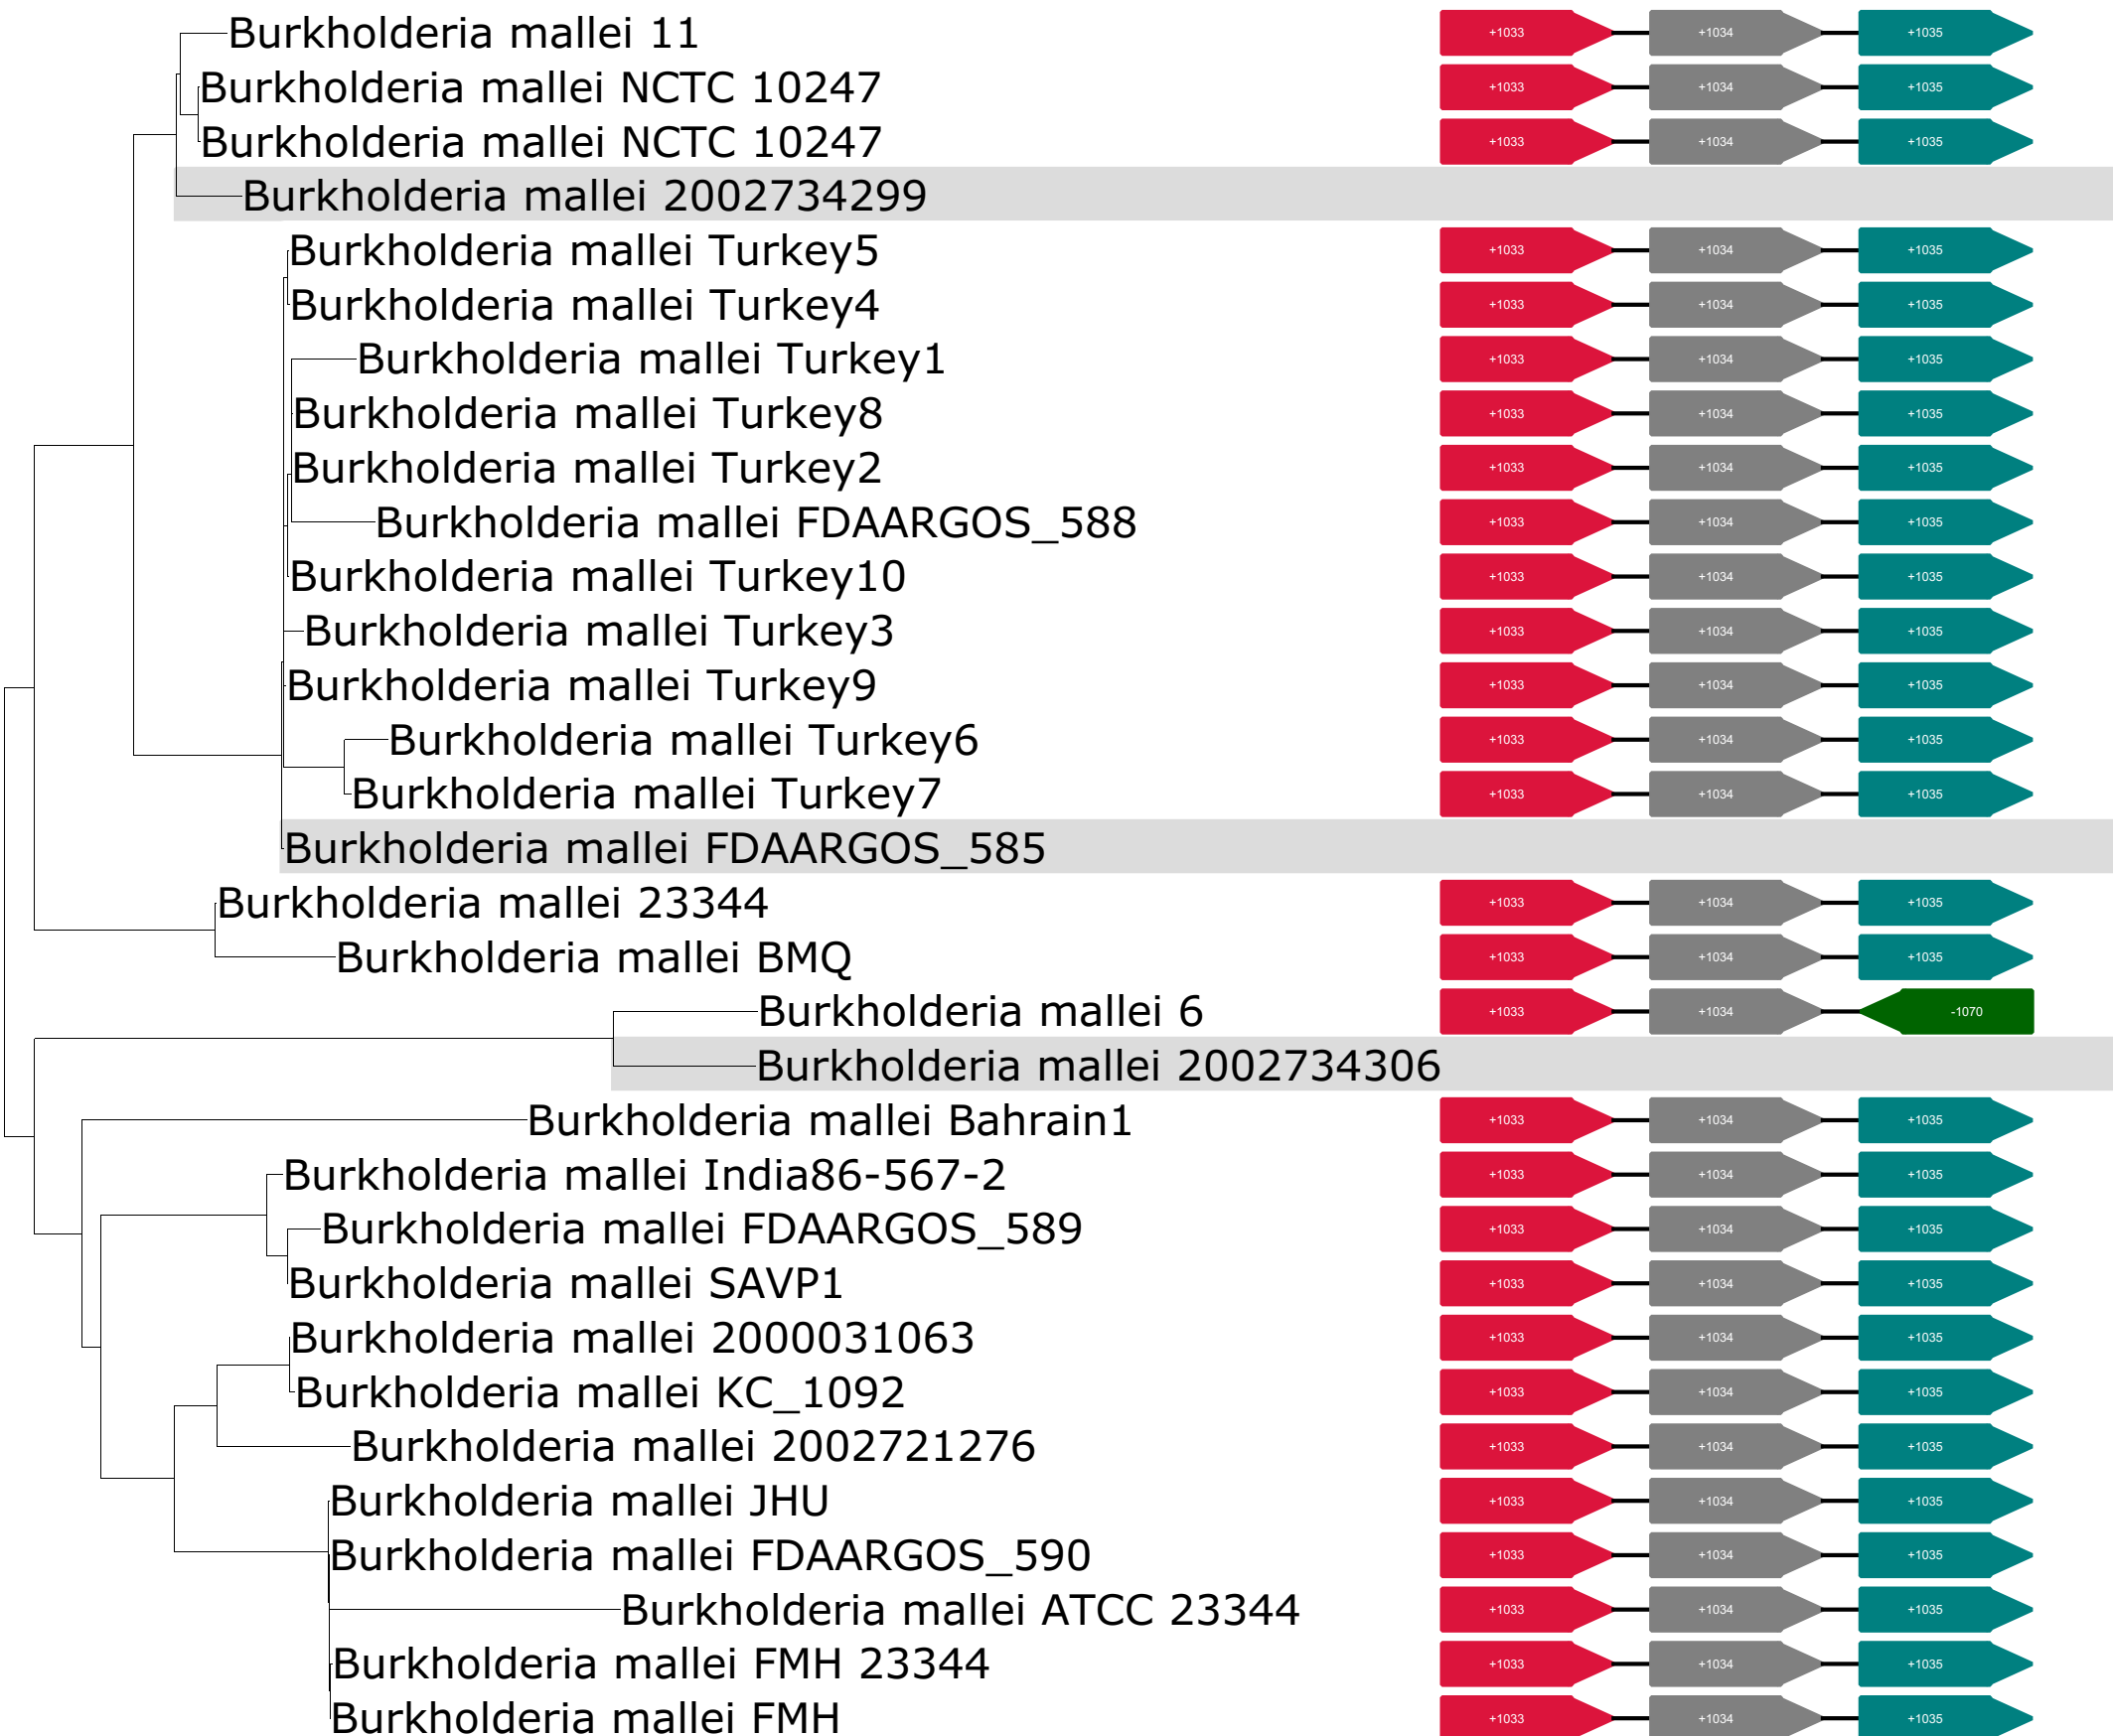 Burkholderia mallei 11 +1033 +1034 +1035
Burkholderia mallei NCTC 10247 +1033 +1034 +1035
Burkholderia mallei NCTC 10247 +1033 +1034 +1035
Burkholderia mallei 2002734299
Burkholderia mallei Turkey5 +1033 +1034 +1035
Burkholderia mallei Turkey4 +1033 +1034 +1035
Burkholderia mallei Turkey1 +1033 +1034 +1035
Burkholderia mallei Turkey8 +1033 +1034 +1035
Burkholderia mallei Turkey2 +1033 +1034 +1035
Burkholderia mallei FDAARGOS_588 +1033 +1034 +1035
Burkholderia mallei Turkey10 +1033 +1034 +1035
Burkholderia mallei Turkey3 +1033 +1034 +1035
Burkholderia mallei Turkey9 +1033 +1034 +1035
Burkholderia mallei Turkey6 +1033 +1034 +1035
Burkholderia mallei Turkey7 +1033 +1034 +1035
Burkholderia mallei FDAARGOS_585
Burkholderia mallei 23344 +1033 +1034 +1035
Burkholderia mallei BMQ +1033 +1034 +1035
Burkholderia mallei 6 +1033 +1034 -1070
Burkholderia mallei 2002734306
Burkholderia mallei Bahrain1 +1033 +1034 +1035
Burkholderia mallei India86-567-2 +1033 +1034 +1035
Burkholderia mallei FDAARGOS_589 +1033 +1034 +1035
Burkholderia mallei SAVP1 +1033 +1034 +1035
Burkholderia mallei 2000031063 +1033 +1034 +1035
Burkholderia mallei KC_1092 +1033 +1034 +1035
Burkholderia mallei 2002721276 +1033 +1034 +1035
Burkholderia mallei JHU +1033 +1034 +1035
Burkholderia mallei FDAARGOS_590 +1033 +1034 +1035
Burkholderia mallei ATCC 23344 +1033 +1034 +1035
Burkholderia mallei FMH 23344 +1033 +1034 +1035
Burkholderia mallei FMH +1033 +1034 +1035